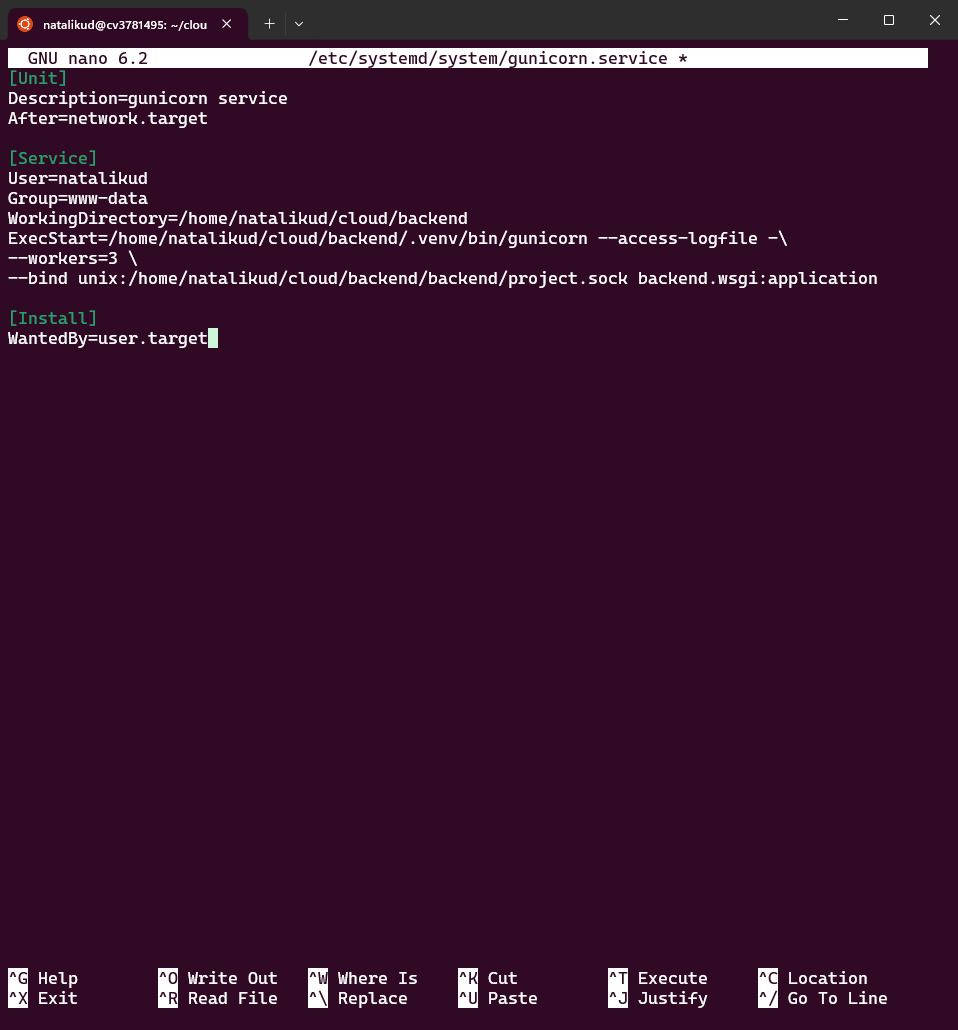 natalikud@cv3781495: ~/clou
GNU nano 6.2 /etc/systemd/system/gunicorn.service *
[Unit]
Description=gunicorn service
After=network.target
[Service]
User=natalikud
Group=www-data
WorkingDirectory=/home/natalikud/cloud/backend
ExecStart=/home/natalikud/cloud/backend/.venv/bin/gunicorn --access-logfile -\
--workers=3 \
--bind unix:/home/natalikud/cloud/backend/backend/project.sock backend.wsgi:application
[Install]
WantedBy=user.target
^G Help ^O Write Out ^W Where Is ^K Cut ^T Execute ^C Location
^X Exit ^R Read File ^\ Replace ^U Paste ^J Justify ^/ Go To Line